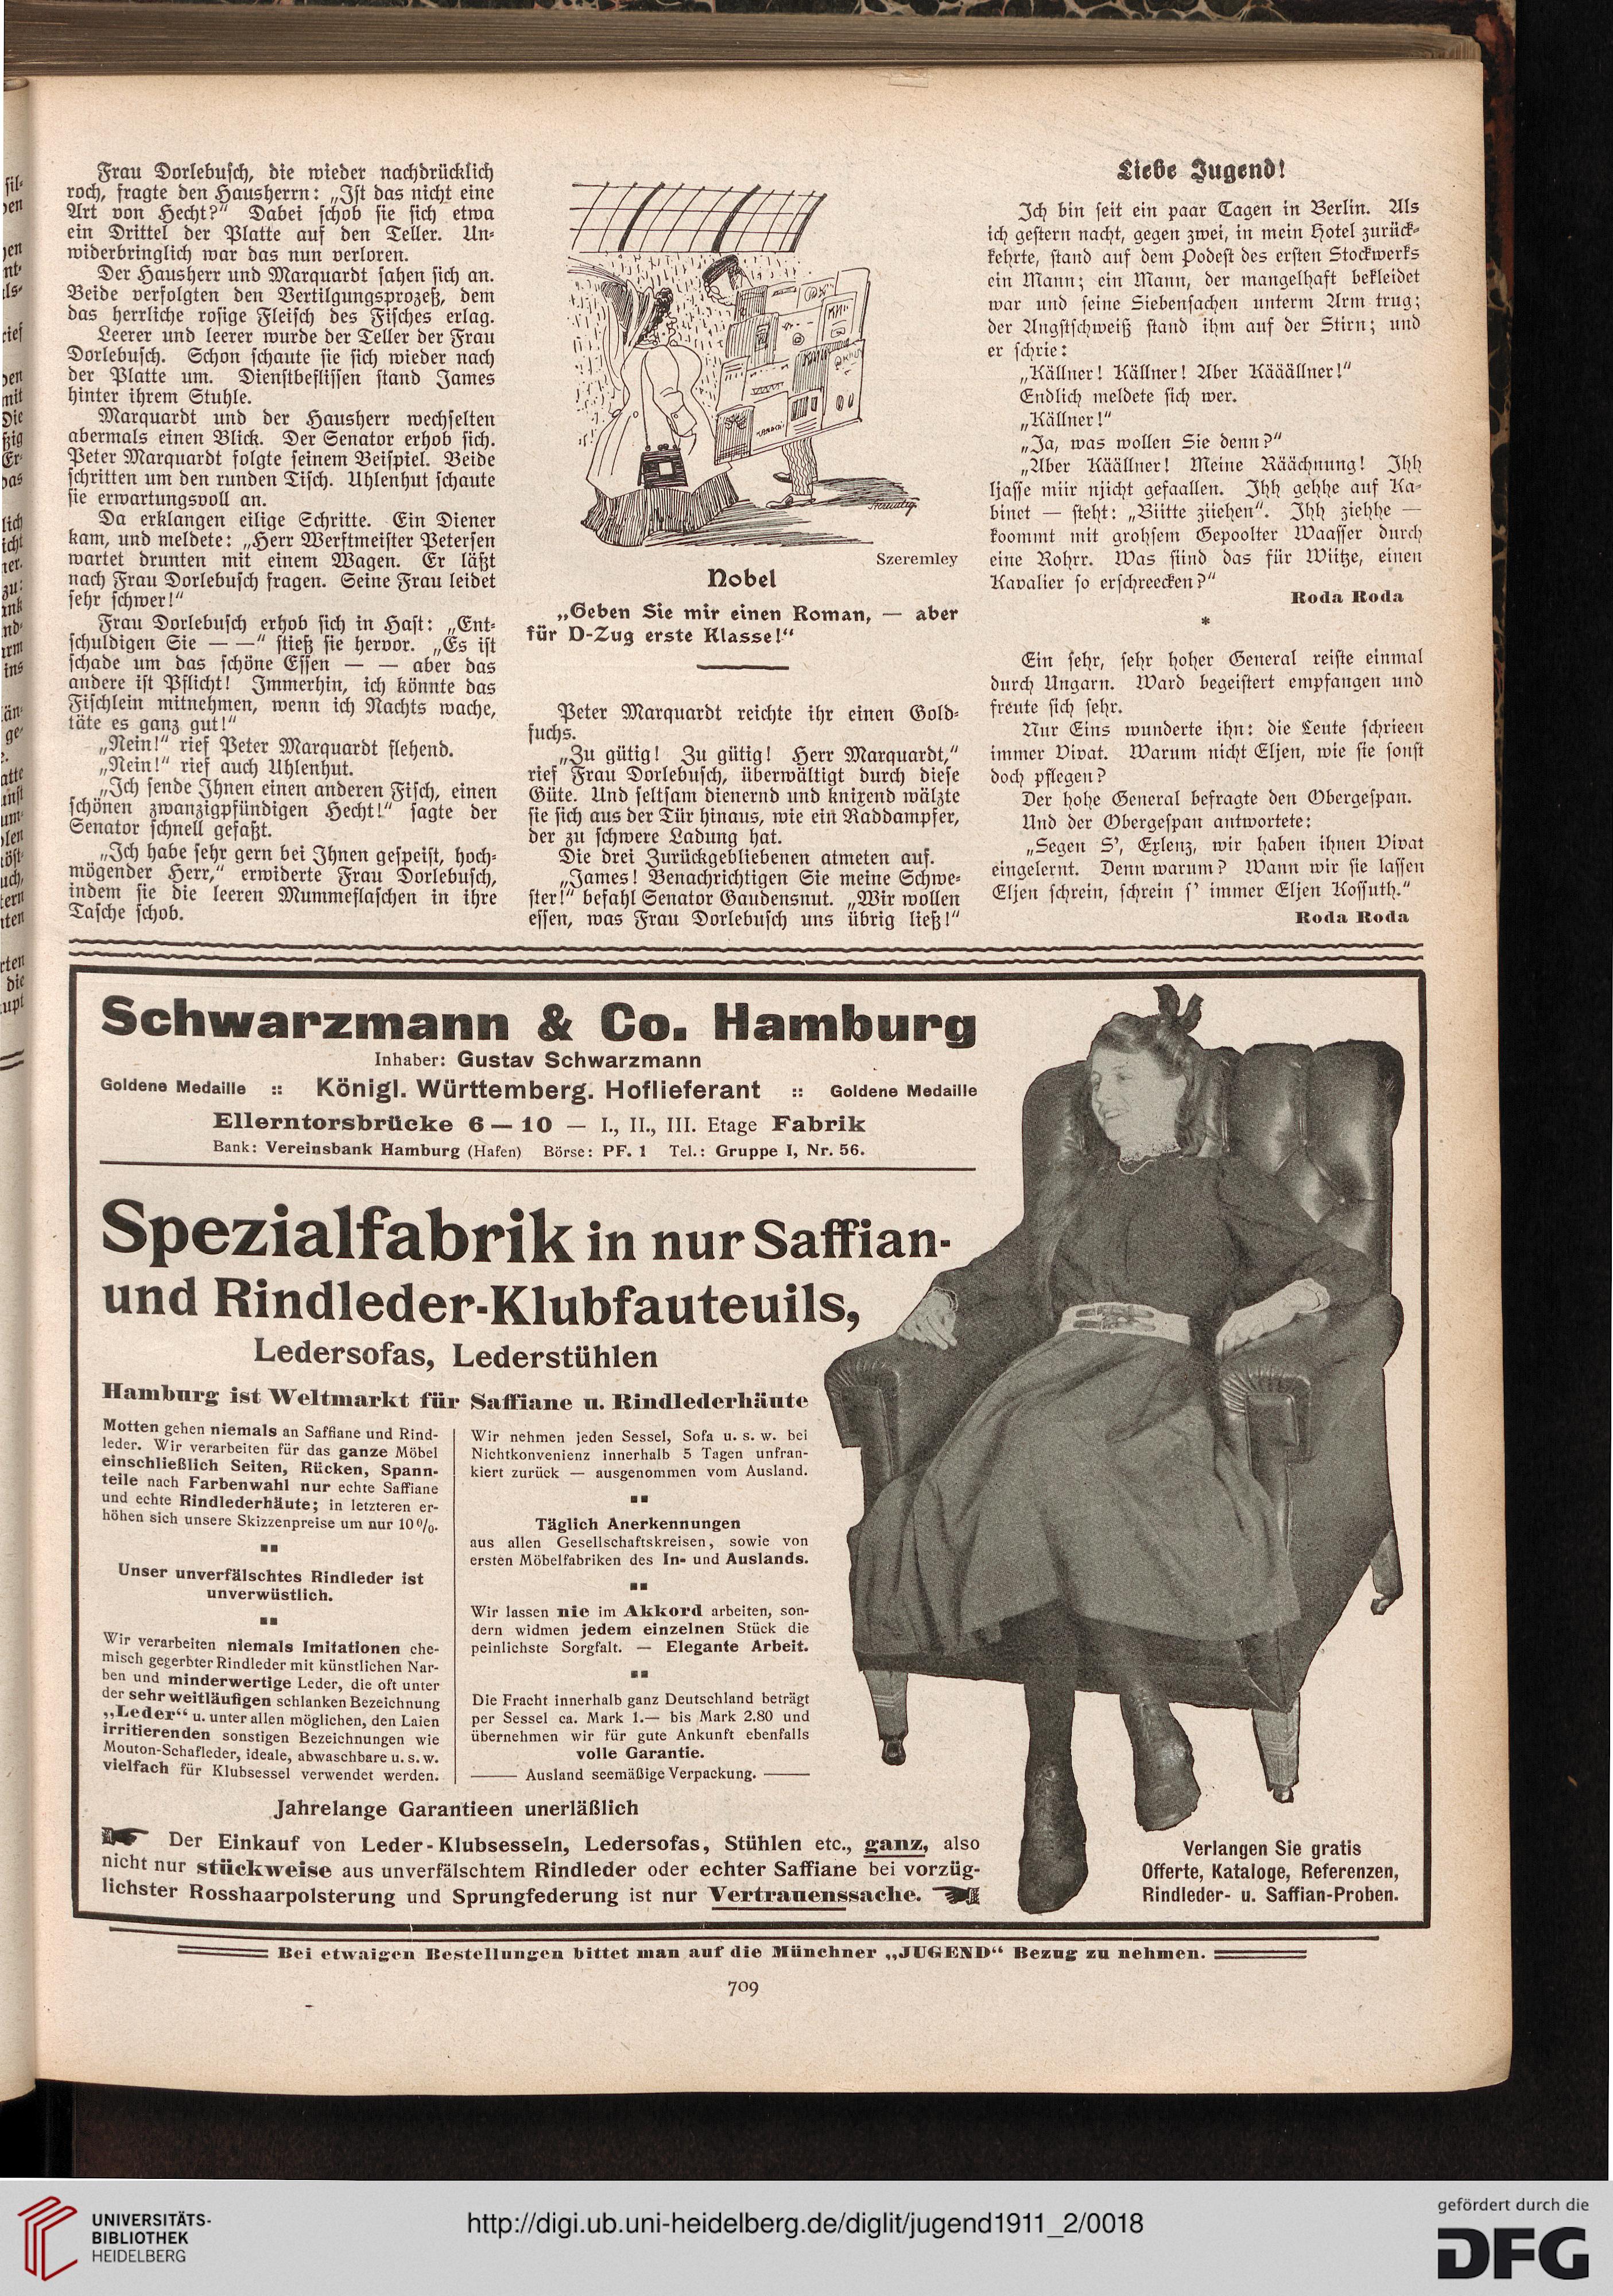 Frau Dorlebusch, die wieder nachdrücklich
roch, fragte den Hausherrn: „Ist das nicht eine
Art von Hecht?“ Dabei schob sie sich etwa
ein Drittel der Platte auf den Teller. Un-
widerbringlich war das nun verloren.
Der Hausherr und Marquardt sahen sich an.
Beide verfolgten den Vertilgungsprozeß, dem
das herrliche rosige Fleisch des Fisches erlag.
Leerer und leerer wurde der Teller der Frau
Dorlebusch. Schon schaute sie sich wieder nach
der Platte um. Dienstbeflissen stand James
hinter ihrem Stuhle.
Marquardt und der Hausherr wechselten
abermals einen Blick. Der Senator erhob sich.
Peter Marquardt folgte seinem Beispiel. Beide
schritten um den runden Tisch. Uhlenhut schaute
sie erwartungsvoll an.
Da erklangen eilige Schritte. Ein Diener
kam, und meldete: „Herr Werftmeister Petersen
wartet drunten mit einem Wagen. Er läßt
nach Frau Dorlebusch fragen. Seine Frau leidet
sehr schwer!“
Frau Dorlebusch erhob sich in Hast: „Ent-
schuldigen Sie — —“ stieß sie hervor. „Es ist
schade um das schöne Essen — — aber das
andere ist Pflicht! Immerhin, ich könnte das
Fischlein mitnehmen, wenn ich Nachts wache,
täte es ganz gut!“
„Nein!“ rief Peter Marquardt flehend.
„Nein!“ rief auch Uhlenhut.
„Ich sende Ihnen einen anderen Fisch, einen
schönen zwanzigpfündigen Hecht!“ sagte der
Senator schnell gefaßt.
„Ich habe sehr gern bei Ihnen gespeist, hoch-
mögender Herr,“ erwiderte Frau Dorlebusch,
indem sie die leeren Mummeflaschen in ihre
Tasche schob.
Szeremley
Nobel
„Geben Sie mir einen Roman, — aber
für D-Zug erste Klasse!“
Peter Marquardt reichte ihr einen Gold-
fuchs.
„Zu gütig! Zu gütig! Herr Marquardt,“
rief Frau Dorlebusch, überwältigt durch diese
Güte. Und seltsam dienernd und knixend wälzte
sie sich aus der Tür hinaus, wie ein Raddampfer,
der zu schwere Ladung hat.
Die drei Zurückgebliebenen atmeten auf.
„James! Benachrichtigen Sie meine Schwe-
ster!“ befahl Senator Gaudensnut. „Wir wollen
essen, was Frau Dorlebusch uns übrig ließ!“
Liebe Jugend!
Ich bin seit ein paar Tagen in Berlin. Als
ich gestern nacht, gegen zwei, in mein Hotel zurück-
kehrte, stand auf dem Podest des ersten Stockwerks
ein Mann; ein Mann, der mangelhaft bekleidet
war und seine Siebensachen unterm Arm trug;
der Angstschweiß stand ihm auf der Stirn; und
er schrie:
„Källner! Källner! Aber Käääll­ner!“
Endlich meldete sich wer.
„Källner!“
„Ja, was wollen Sie denn?“
„Aber Käällner! Meine Räächnung! Ihh
ljasse miir njicht gefaallen. Ihh gehhe auf Ka-
binet — steht: „Biitte ziiehen“. Ihh ziehhe —
koommt mit grohsem Gepoolter Waasser durch
eine Rohrr. Was siind das für Wiitze, einen
Kavalier so erschreecken?“
Roda Roda
*
Ein sehr, sehr hoher General reiste einmal
durch Ungarn. Ward begeistert empfangen und
freute sich sehr.
Nur Eins wunderte ihn: die Leute schrieen
immer Vivat. Warum nicht Eljen, wie sie sonst
doch pflegen?
Der hohe General befragte den Obergespan.
Und der Obergespan antwortete:
„Segen S’, Exlenz, wir haben ihnen Vivat
eingelernt. Denn warum? Wann wir sie lassen
Eljen schrein, schrein s’ immer Eljen Kossuth.“
Roda Roda
Schwarzmann & Co. Hamburg
Inhaber: Gustav Schwarzmann
Goldene Medaille :: Königl. Württemberg. Hoflieferant :: Goldene Medaille
Ellerntorsbrücke 6—10 — I., II., III. Etage Fabrik
Bank: Vereinsbank Hamburg (Hafen) Börse: PF. 1 Tel.: Gruppe I, Nr. 56.
Spezialfabrik in nur Saffian-
und Rindleder-Klubfauteuils,
Ledersofas, Lederstühlen
Hamburg ist Weltmarkt für Saffiane u. Rindlederhäute
Motten gehen niemals an Saffiane und Rind-
leder. Wir verarbeiten für das ganze Möbel
einschließlich Seiten, Rücken, Spann-
teile nach Farbenwahl nur echte Saffiane
und echte Rindlederhäute; in letzteren er-
höhen sich unsere Skizzenpreise um nur 10%.
Unser unverfälschtes Rindleder ist
unverwüstlich.
Wir verarbeiten niemals Imitationen che-
misch gegerbter Rindleder mit künstlichen Nar-
ben und minderwertige Leder, die oft unter
der sehr weitläufigen schlanken Bezeichnung
„Leder“ u. unter allen möglichen, den Laien
irritierenden sonstigen Bezeichnungen wie
Mouton-Schafleder, ideale, abwaschbare u. s. w.
vielfach für Klubsessel verwendet werden.
Wir nehmen jeden Sessel, Sofa u. s. w. bei
Nichtkonvenienz innerhalb 5 Tagen unfran-
kiert zurück — ausgenommen vom Ausland.
Täglich Anerkennungen
aus allen Gesellschaftskreisen, sowie von
ersten Möbelfabriken des In- und Auslands.
Wir lassen nie im Akkord arbeiten, son-
dern widmen jedem einzelnen Stück die
peinlichste Sorgfalt. — Elegante Arbeit.
Die Fracht innerhalb ganz Deutschland beträgt
per Sessel ca. Mark 1.— bis Mark 2.80 und
übernehmen wir für gute Ankunft ebenfalls
volle Garantie.
Ausland seemäßige Verpackung.
Jahrelange Garantieen unerläßlich
Der Einkauf von Leder-Klubsesseln, Ledersofas, Stühlen etc., ganz, also
nicht nur stückweise aus unverfälschtem Rindleder oder echter Saffiane bei vorzüg-
lichster Rosshaarpolsterung und Sprungfederung ist nur Vertrauenssache.
Verlangen Sie gratis
Offerte, Kataloge, Referenzen,
Rindleder- u. Saffian-Proben.
Bei etwaigen Bestellungen bittet man auf die Münchner „JUGEND“ Bezug zu nehmen.
709
UNIVERSITÄTS-
BIBLIOTHEK
HEIDELBERG
http://digi.ub.uni-heidelberg.de/diglit/jugend1911_2/0018
gefördert durch die
DFG